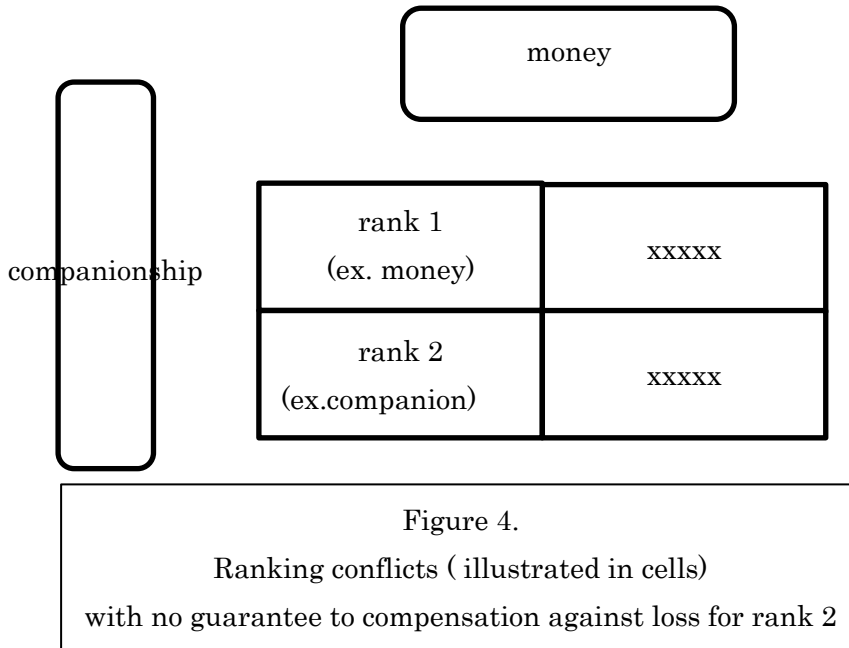 money
companionship
rank 1
(ex. money)
xxxxx
rank 2
(ex.companion)
xxxxx
Figure 4.
Ranking conflicts ( illustrated in cells)
with no guarantee to compensation against loss for rank 2